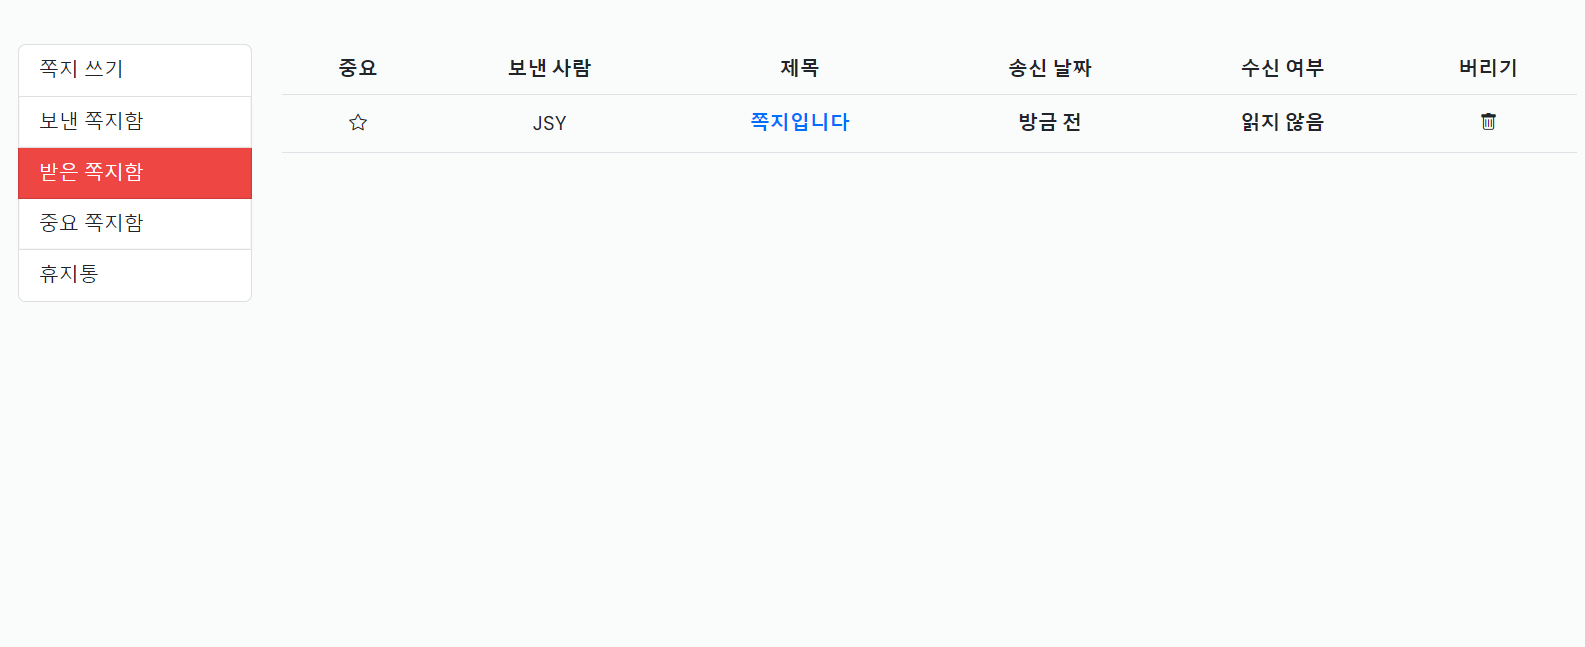 쪽지 쓰기
보낸 쪽지함
받은 쪽지함
중요 쪽지함
휴지통
중요 보낸 사람 제목 송신 날짜 수신 여부 버리기
JSY 쪽지입니다 방금 전 읽지 않음